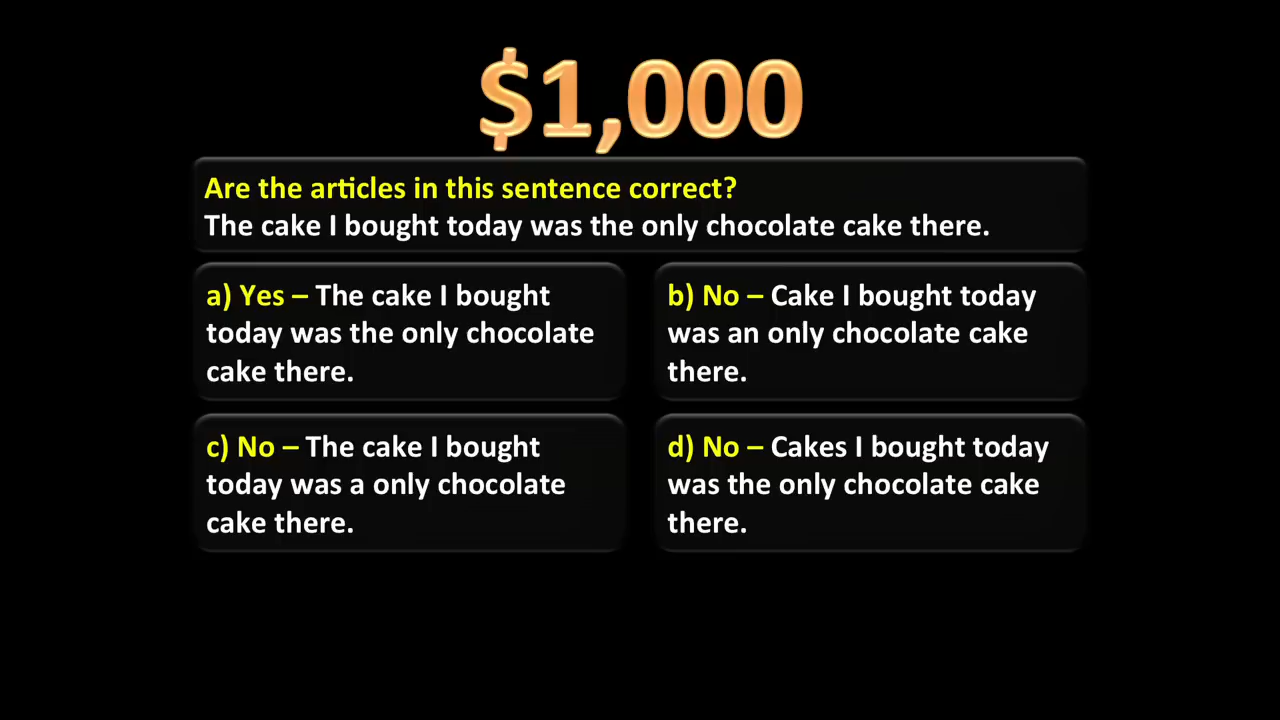 $1,000
Are the articles in this sentence correct?
The cake I bought today was the only chocolate cake there.
a) Yes – The cake I bought
today was the only chocolate
cake there.
b) No – Cake I bought today
was an only chocolate cake
there.
c) No – The cake I bought
today was a only chocolate
cake there.
d) No – Cakes I bought today
was the only chocolate cake
there.